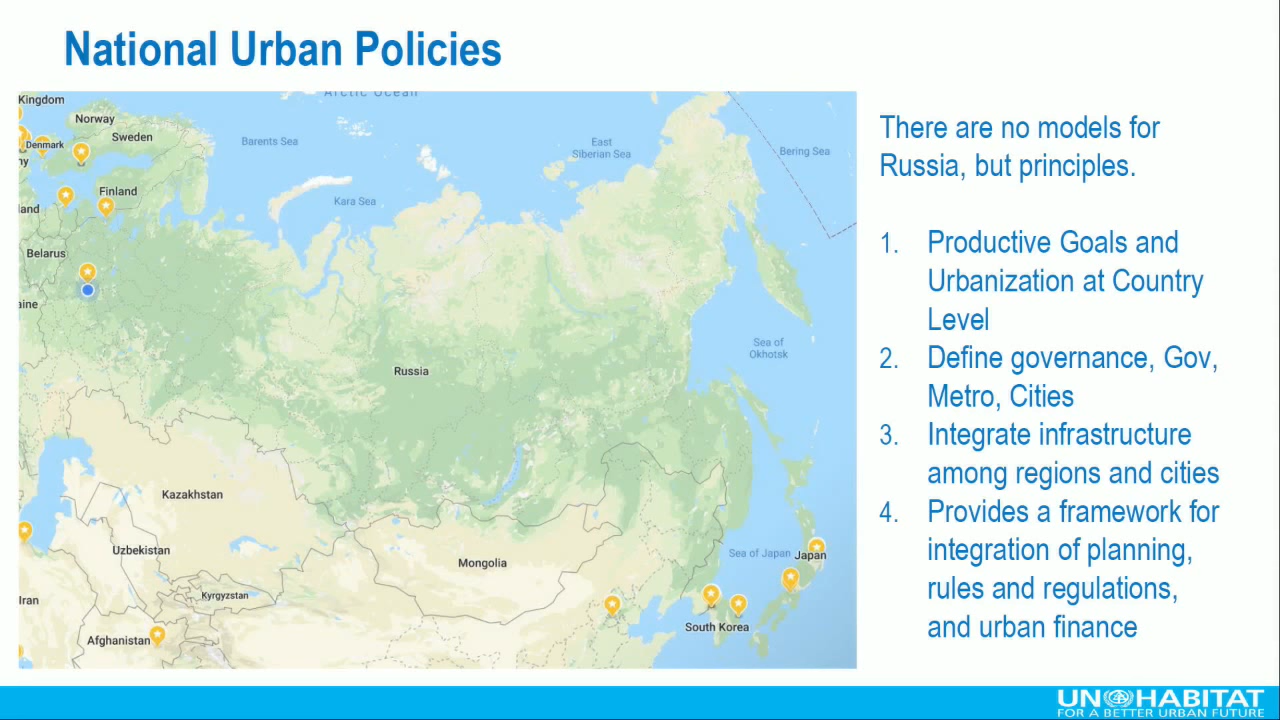 National Urban Policies
Arctic Ocean
Kingdom
Norway
Sweden
Denmark
ny
Finland
land
Belarus
aine
Barents Sea
Kara Sea
East
Siberian Sea
Bering Sea
Russia
Sea of
Okhotsk
Kazakhstan
Uzbekistan
Mongolia
Sea of Japan
Japan
Kyrgyzstan
Iran
Afghanistan
South Korea
There are no models for
Russia, but principles.
1. Productive Goals and
Urbanization at Country
Level
2. Define governance, Gov,
Metro, Cities
3. Integrate infrastructure
among regions and cities
4. Provides a framework for
integration of planning,
rules and regulations,
and urban finance
UN HABITAT
FOR A BETTER URBAN FUTURE